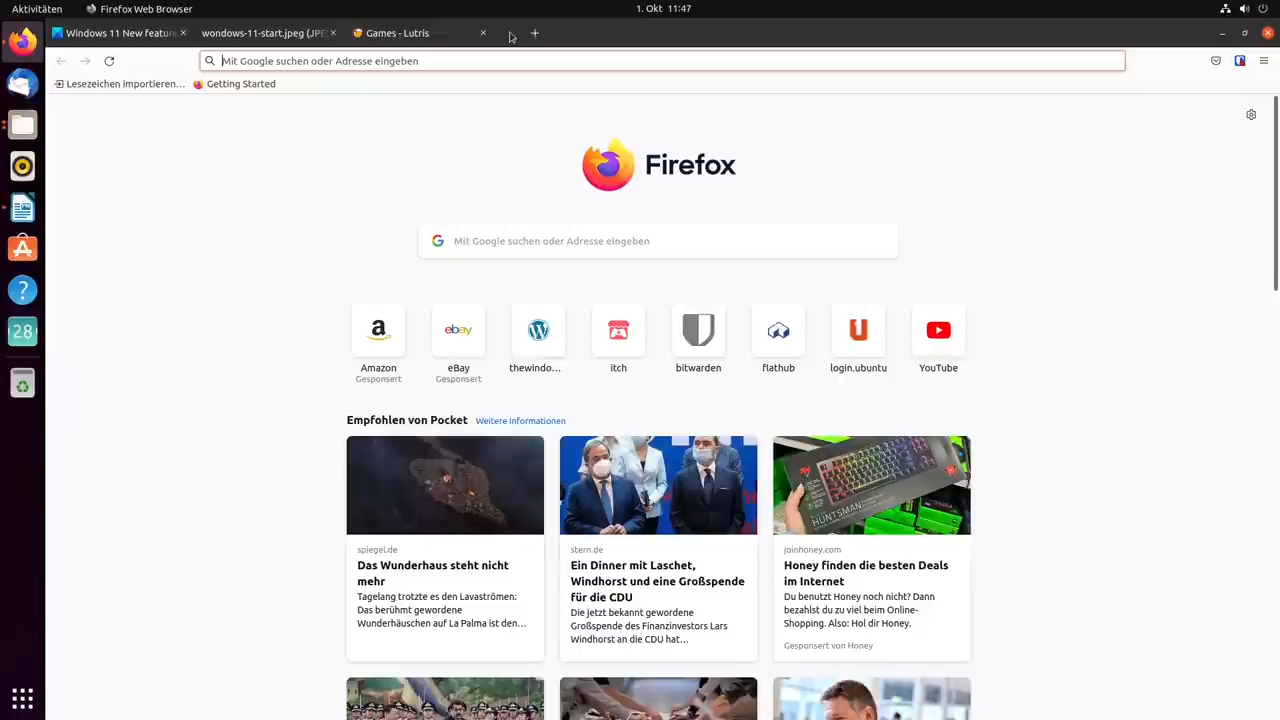 Aktivitäten
Firefox Web Browser
1. Okt 11:47
Windows 11 New featur
wondows-11-start.jpeg (JPE
Games - Lutris
Mit Google suchen oder Adresse eingeben
Lesezeichen importieren…
Getting Started
Firefox
Mit Google suchen oder Adresse eingeben
Amazon
Gesponsert
eBay
Gesponsert
thewindo…
itch
bitwarden
flathub
login.ubuntu
YouTube
Empfohlen von Pocket
Weitere Informationen
spiegel.de
Das Wunderhaus steht nicht
mehr
Tagelang trotzte es den Lavaströmen:
Das berühmt gewordene
Wunderhäuschen auf La Palma ist den…
stern.de
Ein Dinner mit Laschet,
Windhorst und eine Großspende
für die CDU
Die jetzt bekannt gewordene
Großspende des Finanzinvestors Lars
Windhorst an die CDU hat…
HUNTSMAN
joinhoney.com
Honey finden die besten Deals
im Internet
Du benutzt Honey noch nicht? Dann
bezahlst du zu viel beim Online-
Shopping. Also: Hol dir Honey.
Gesponsert von Honey
28